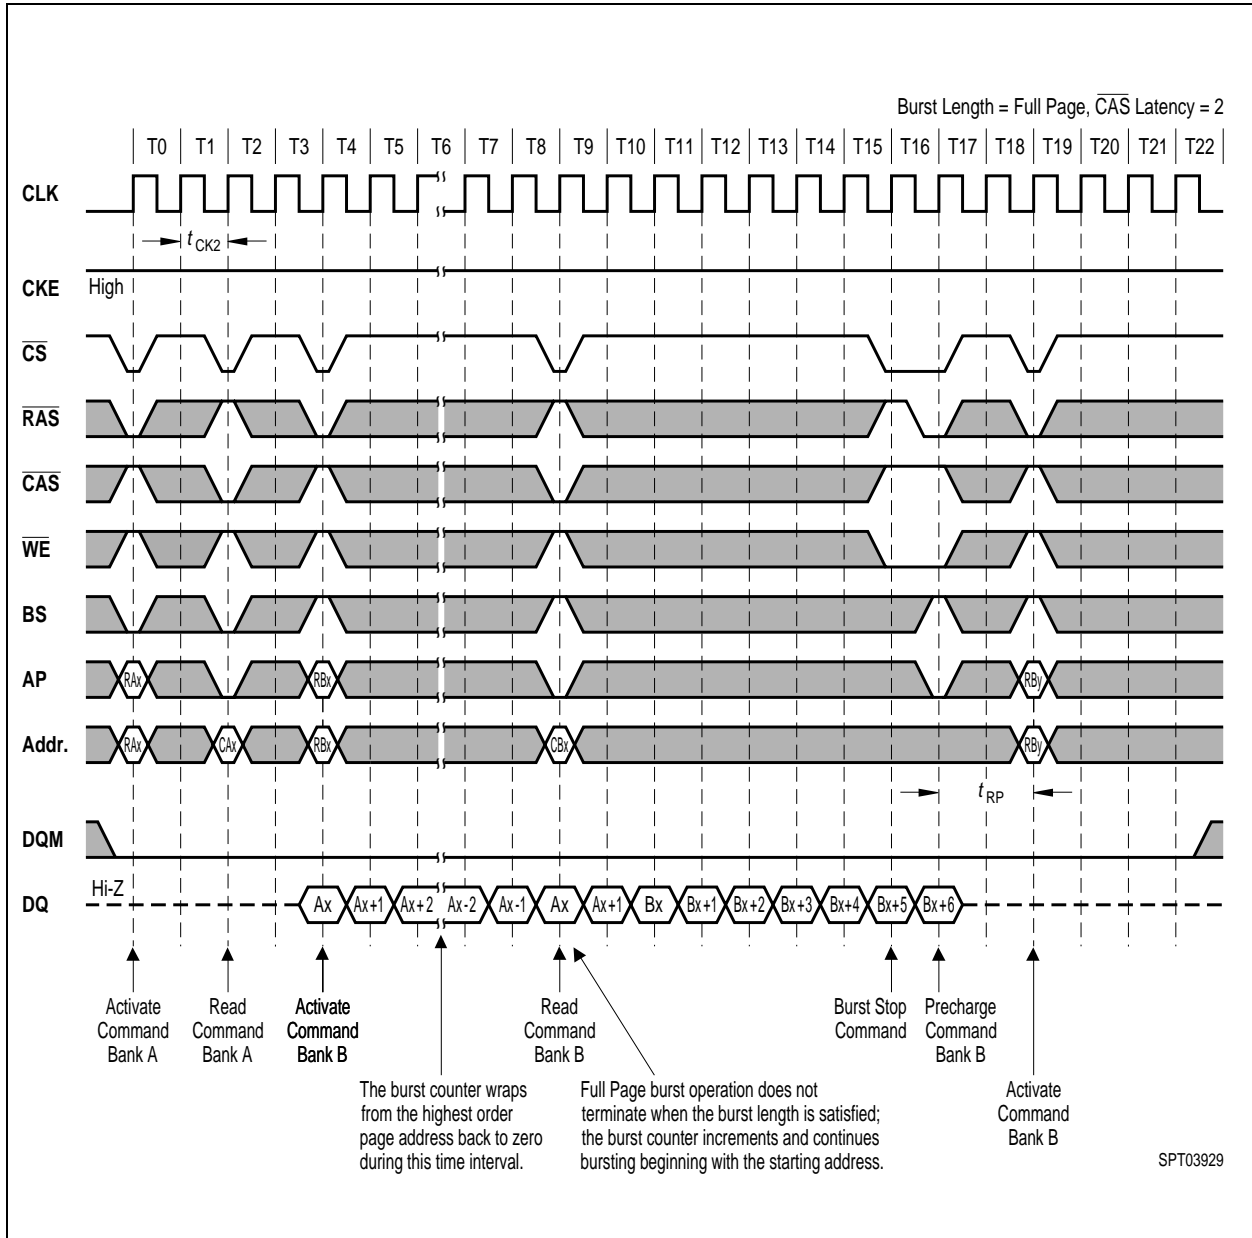 Burst Length = Full Page, CAS Latency = 2
T0 T1 T2 T3 T4 T5 T6 T7 T8 T9 T10 T11 T12 T13 T14 T15 T16 T17 T18 T19 T20 T21 T22
CLK
t CK2
CKE High
CS
RAS
CAS
WE
BS
AP RAx RBx RBy
Addr. RAx CAx RBx CBx RBy
t RP
DQM
Hi-Z
DQ Ax Ax+1 Ax+2 Ax-2 Ax-1 Ax Ax+1 Bx Bx+1 Bx+2 Bx+3 Bx+4 Bx+5 Bx+6
Activate
Command
Bank A
Read
Command
Bank A
Activate
Command
Bank B
Read
Command
Bank B
Burst Stop
Command
Precharge
Command
Bank B
The burst counter wraps
from the highest order
page address back to zero
during this time interval.
Full Page burst operation does not
terminate when the burst length is satisfied;
the burst counter increments and continues
bursting beginning with the starting address.
Activate
Command
Bank B
SPT03929